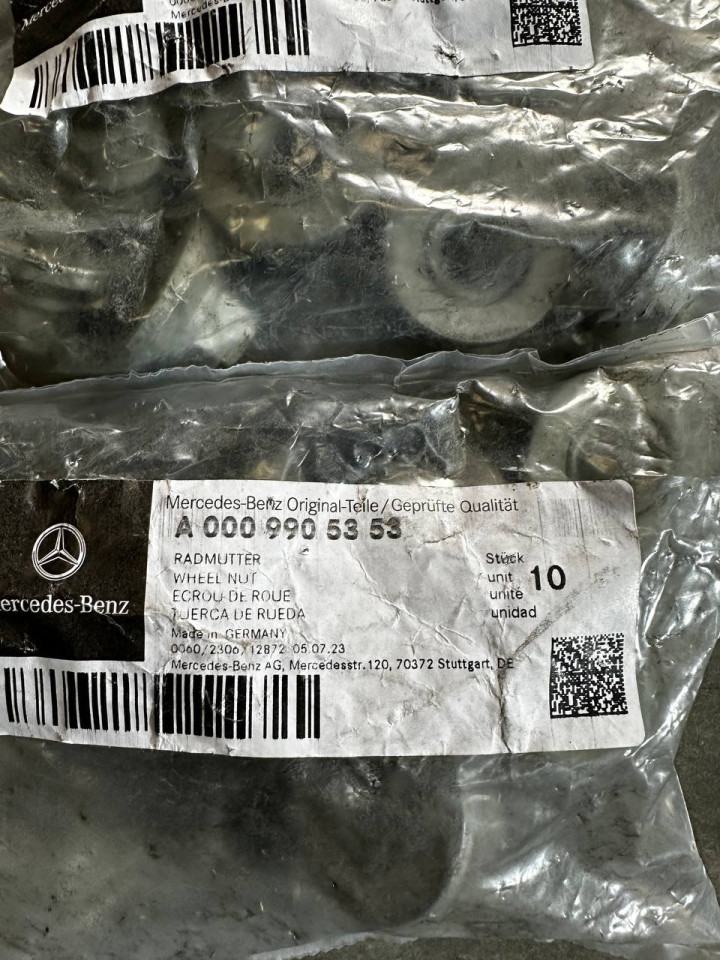 Mercedes-B
Mercedes-Benz Original-Teile/Geprüfte Qualität
A 000 990 53 53
RADMUTTER
WHEEL NUT
ECROU DE ROUE
TUERCA DE RUEDA
Stück
unit 10
unité
unidad
Made in GERMANY
0060/2306/12872 05.07.23
Mercedes-Benz AG, Mercedesstr.120, 70372 Stuttgart, DE
ercedes-Benz